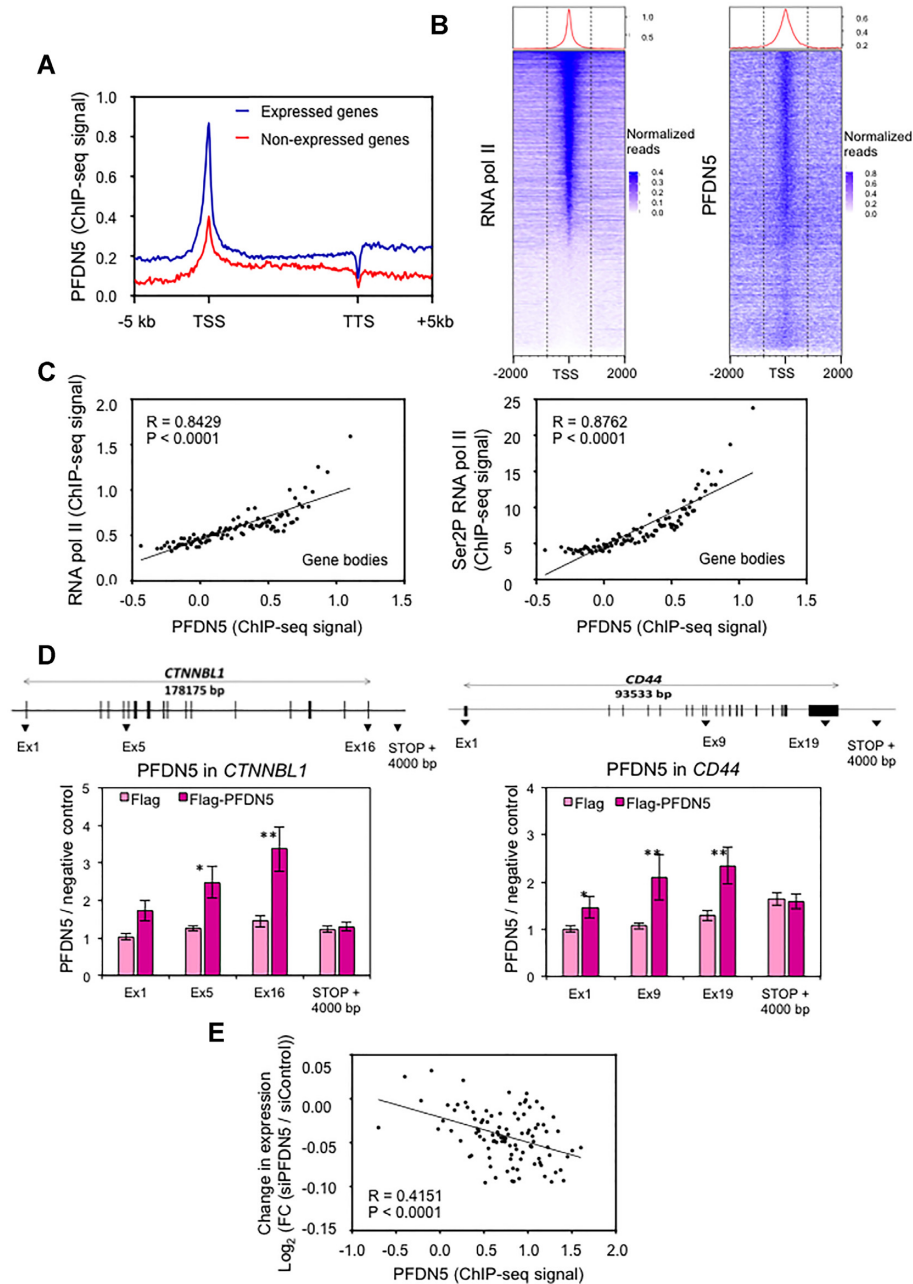 A
PFDN5 (ChIP-seq signal)
1.0
0.8
0.6
0.4
0.2
0.0
Expressed genes
Non-expressed genes
-5 kb
TSS
TTS
+5kb
B
1.0
0.5
RNA pol II
Normalized
reads
0.4
0.3
0.2
0.1
0.0
-2000
TSS
2000
0.6
0.4
0.2
PFDN5
Normalized
reads
0.8
0.6
0.4
0.2
0.0
-2000
TSS
2000
C
RNA pol II (ChIP-seq signal)
2.0
1.5
1.0
0.5
0.0
R = 0.8429
P < 0.0001
Gene bodies
-0.5
0.0
0.5
1.0
1.5
PFDN5 (ChIP-seq signal)
Ser2P RNA pol II
(ChIP-seq signal)
25
20
15
10
5
0
R = 0.8762
P < 0.0001
Gene bodies
-0.5
0.0
0.5
1.0
1.5
PFDN5 (ChIP-seq signal)
D
CTNNBL1
178175 bp
Ex1
Ex5
Ex16
STOP +
4000 bp
PFDN5 in CTNNBL1
PFDN5 / negative control
5
4
3
2
1
0
Flag
Flag-PFDN5
*
**
Ex1
Ex5
Ex16
STOP +
4000 bp
CD44
93533 bp
Ex1
Ex9
Ex19
STOP +
4000 bp
PFDN5 in CD44
PFDN5 / negative control
4
3
2
1
0
Flag
Flag-PFDN5
*
**
**
Ex1
Ex9
Ex19
STOP +
4000 bp
E
Change in expression
Log2 (FC (siPFDN5 / siControl))
0.05
0.00
-0.05
-0.10
-0.15
R = 0.4151
P < 0.0001
-1.0
-0.5
0.0
0.5
1.0
1.5
2.0
PFDN5 (ChIP-seq signal)